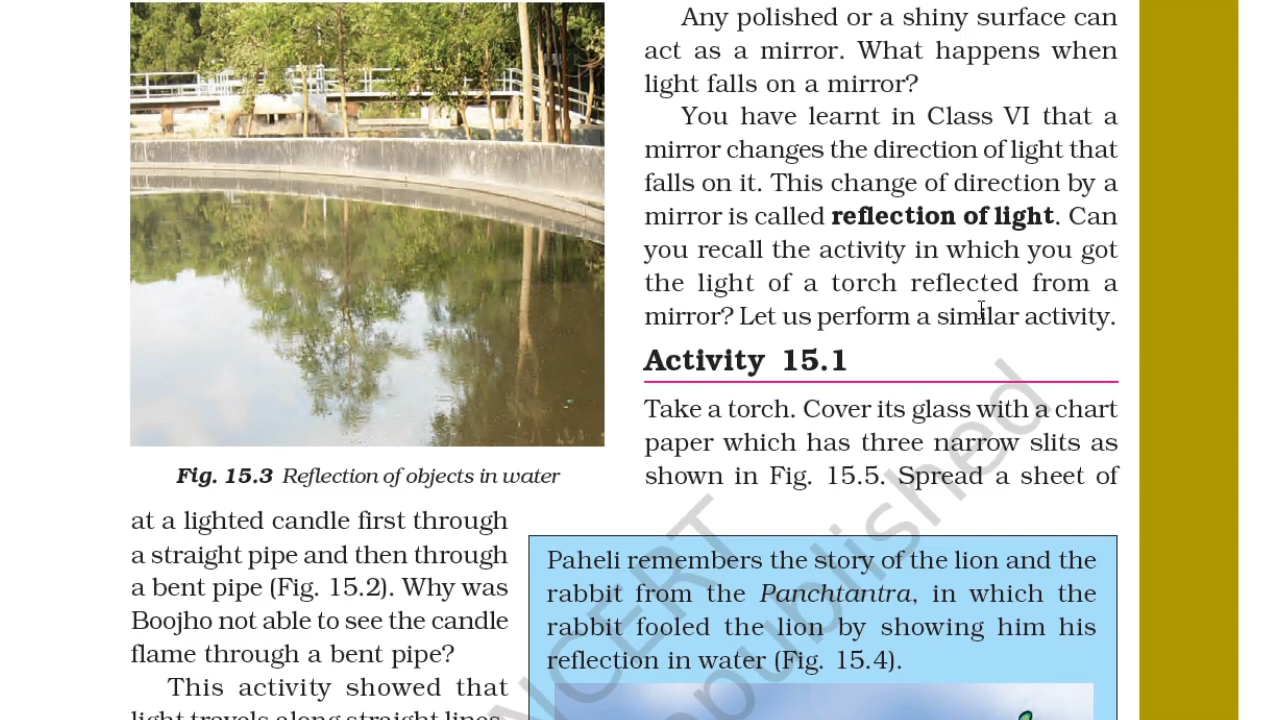 Any polished or a shiny surface can
act as a mirror. What happens when
light falls on a mirror?
You have learnt in Class VI that a
mirror changes the direction of light that
falls on it. This change of direction by a
mirror is called reflection of light. Can
you recall the activity in which you got
the light of a torch reflected from a
mirror? Let us perform a similar activity.
Activity 15.1
Take a torch. Cover its glass with a chart
paper which has three narrow slits as
shown in Fig. 15.5. Spread a sheet of
Fig. 15.3 Reflection of objects in water
at a lighted candle first through
a straight pipe and then through
a bent pipe (Fig. 15.2). Why was
Boojho not able to see the candle
flame through a bent pipe?
This activity showed that
light travels along straight lines.
Paheli remembers the story of the lion and the
rabbit from the Panchtantra, in which the
rabbit fooled the lion by showing him his
reflection in water (Fig. 15.4).
NCERT
republished